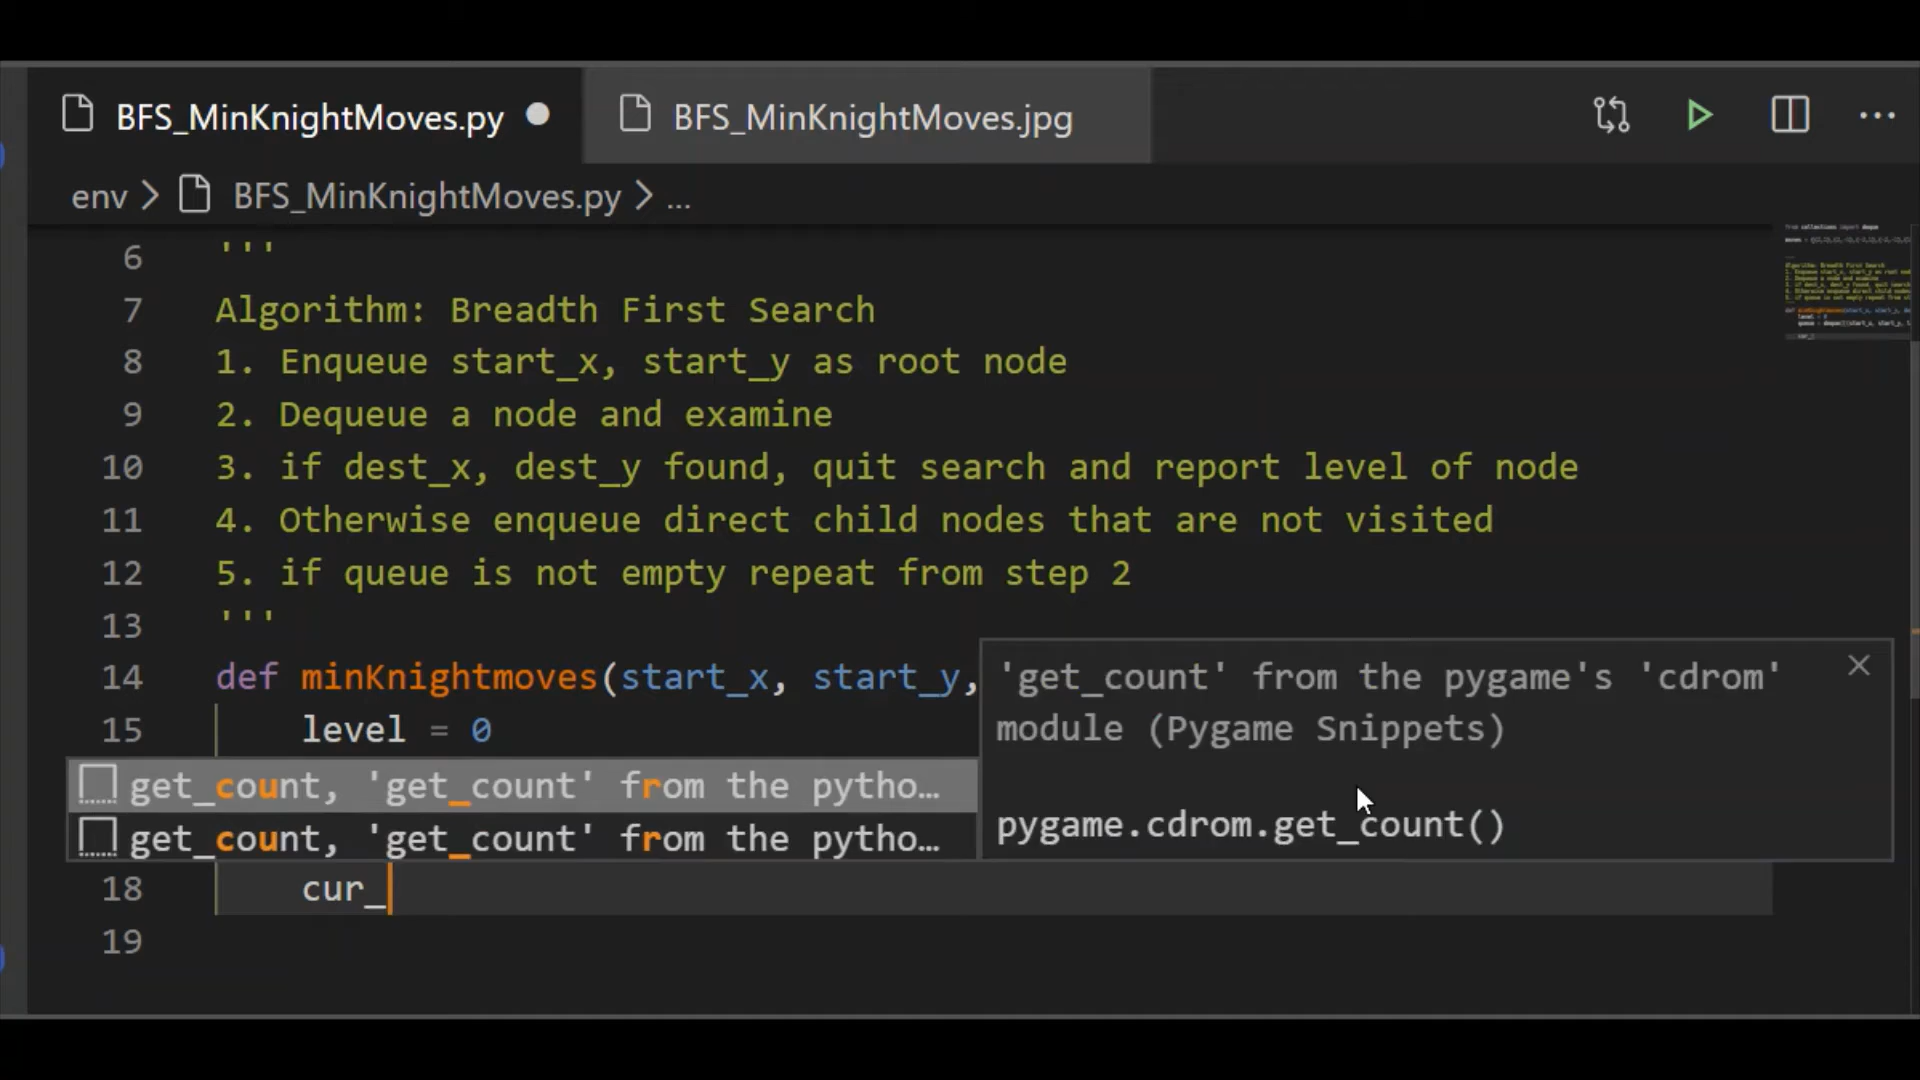 BFS_MinKnightMoves.py
BFS_MinKnightMoves.jpg
env > BFS_MinKnightMoves.py > ...
6 '''
7 Algorithm: Breadth First Search
8 1. Enqueue start_x, start_y as root node
9 2. Dequeue a node and examine
10 3. if dest_x, dest_y found, quit search and report level of node
11 4. Otherwise enqueue direct child nodes that are not visited
12 5. if queue is not empty repeat from step 2
13 '''
14 def minKnightmoves(start_x, start_y,
15 level = 0
get_count, 'get_count' from the pytho…
get_count, 'get_count' from the pytho…
'get_count' from the pygame's 'cdrom'
module (Pygame Snippets)
pygame.cdrom.get_count()
18 cur_
19